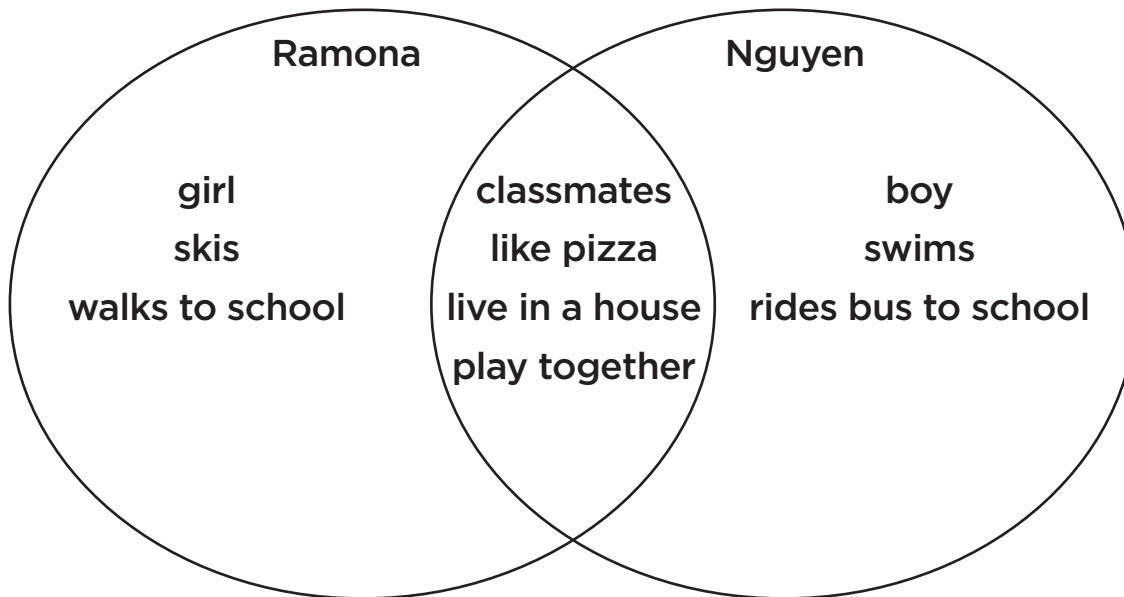 Ramona
Nguyen
girl
skis
walks to school
classmates
like pizza
live in a house
play together
boy
swims
rides bus to school